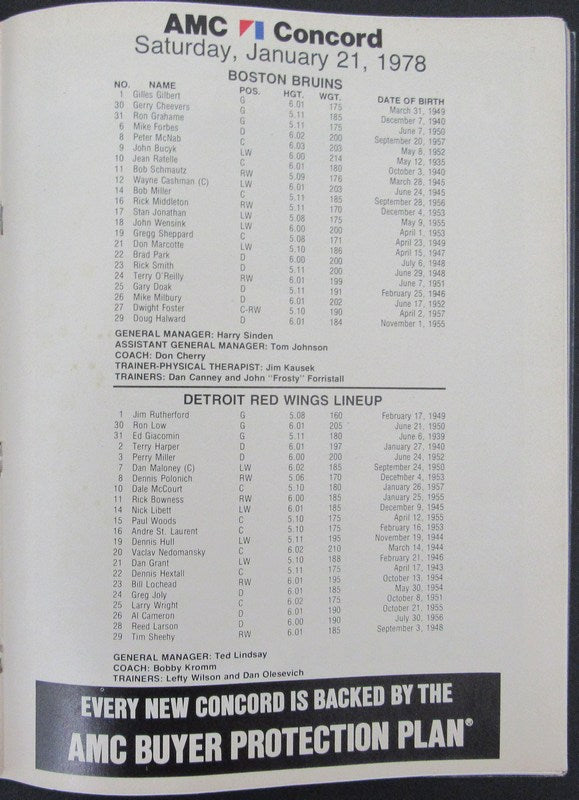 AMC Concord
Saturday, January 21, 1978
BOSTON BRUINS
NO. NAME POS. HGT. WGT. DATE OF BIRTH
1 Gilles Gilbert G 6.01 175 March 31, 1949
30 Gerry Cheevers G 5.11 185 December 7, 1940
31 Ron Grahame G 5.11 175 June 7, 1950
6 Mike Forbes D 6.02 200 September 20, 1957
8 Peter McNab C 6.03 203 May 8, 1952
9 John Bucyk LW 6.00 214 May 12, 1935
10 Jean Ratelle C 6.01 180 October 3, 1940
11 Bob Schmautz RW 5.09 176 March 28, 1945
12 Wayne Cashman (C) LW 6.01 203 June 24, 1945
14 Bob Miller C 5.11 185 September 28, 1956
16 Rick Middleton RW 5.11 170 December 4, 1953
17 Stan Jonathan LW 5.08 175 May 9, 1955
18 John Wensink LW 6.00 200 April 1, 1953
19 Gregg Sheppard C 5.08 171 April 23, 1949
21 Don Marcotte LW 5.10 186 April 15, 1947
22 Brad Park D 6.00 200 July 6, 1948
23 Rick Smith D 5.11 200 June 29, 1948
24 Terry O'Reilly RW 6.01 199 June 7, 1951
25 Gary Doak D 5.11 191 February 25, 1946
26 Mike Milbury D 6.01 202 June 17, 1952
27 Dwight Foster C-RW 5.10 190 April 2, 1957
29 Doug Halward D 6.01 184 November 1, 1955
GENERAL MANAGER: Harry Sinden
ASSISTANT GENERAL MANAGER: Tom Johnson
COACH: Don Cherry
TRAINER-PHYSICAL THERAPIST: Jim Kausek
TRAINERS: Dan Canney and John "Frosty" Forristall
DETROIT RED WINGS LINEUP
1 Jim Rutherford G 5.08 160 February 17, 1949
30 Ron Low G 6.01 205 June 21, 1950
31 Ed Giacomin G 5.11 180 June 6, 1939
2 Terry Harper D 6.01 197 January 27, 1940
3 Perry Miller D 6.00 200 June 24, 1952
7 Dan Maloney (C) LW 6.02 185 September 24, 1950
8 Dennis Polonich RW 5.06 170 December 4, 1953
10 Dale McCourt C 5.10 180 January 26, 1957
11 Rick Bowness RW 6.00 185 January 25, 1955
14 Nick Libett LW 6.01 185 December 9, 1945
15 Paul Woods C 5.10 175 April 12, 1955
16 Andre St. Laurent C 5.10 175 February 16, 1953
19 Dennis Hull LW 5.11 195 November 19, 1944
20 Vaclav Nedomansky C 6.02 210 March 14, 1944
21 Dan Grant LW 5.10 188 February 21, 1946
22 Dennis Hextall C 5.11 175 April 17, 1943
23 Bill Lochead RW 6.01 195 October 13, 1954
24 Greg Joly D 6.01 185 May 30, 1954
25 Larry Wright C 6.02 175 October 8, 1951
26 Al Cameron D 6.01 190 October 21, 1955
28 Reed Larson D 6.00 190 July 30, 1956
29 Tim Sheehy RW 6.01 185 September 3, 1948
GENERAL MANAGER: Ted Lindsay
COACH: Bobby Kromm
TRAINERS: Lefty Wilson and Dan Olesevich
EVERY NEW CONCORD IS BACKED BY THE
AMC BUYER PROTECTION PLAN®